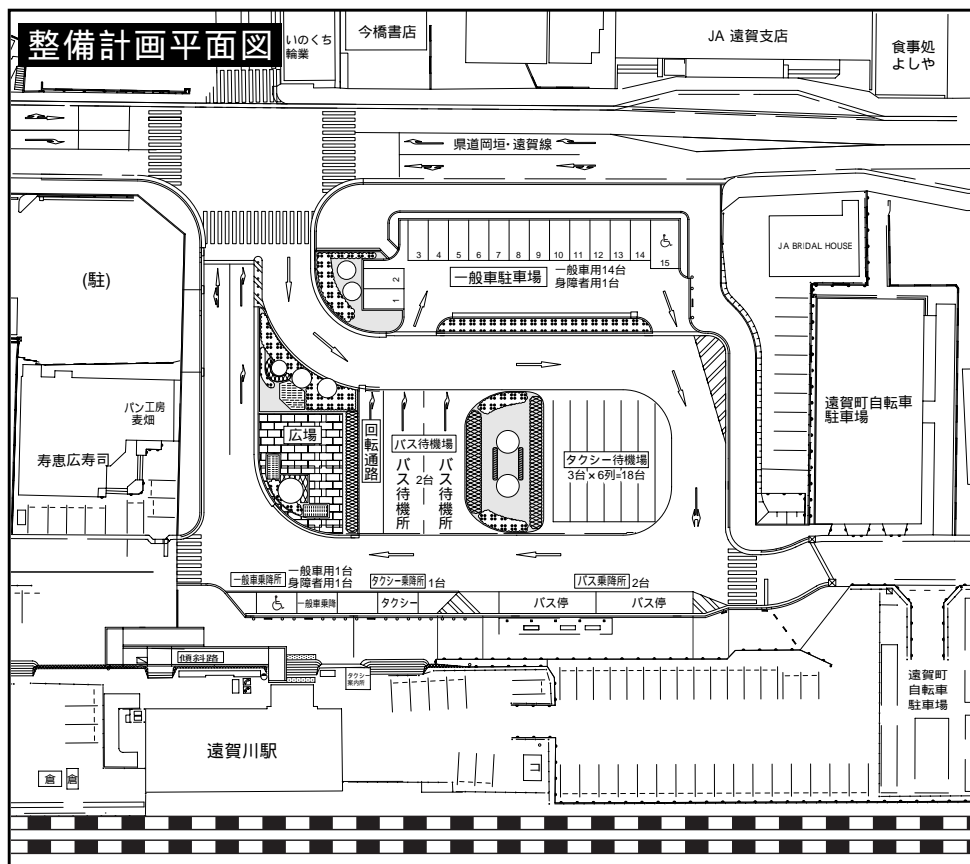 整備計画平面図
いのくち
輪業
今橋書店
JA 遠賀支店
食事処
よしや
県道岡垣・遠賀線
(駐)
3 4 5 6 7 8 9 10 11 12 13 14
15
2
1
一般車駐車場
一般車用14台
身障者用1台
JA BRIDAL HOUSE
パン工房
麦畑
寿恵広寿司
広場
回転通路
バス待機場
2台
バス待機所
バス待機所
タクシー待機場
3台×6列=18台
遠賀町自転車
駐車場
一般車乗降所
一般車用1台
身障者用1台
タクシー乗降所 1台
バス乗降所 2台
一般車乗降
タクシー
バス停
バス停
傾斜路
タクシー
案内所
遠賀川駅
倉
倉
遠賀町
自転車
駐車場